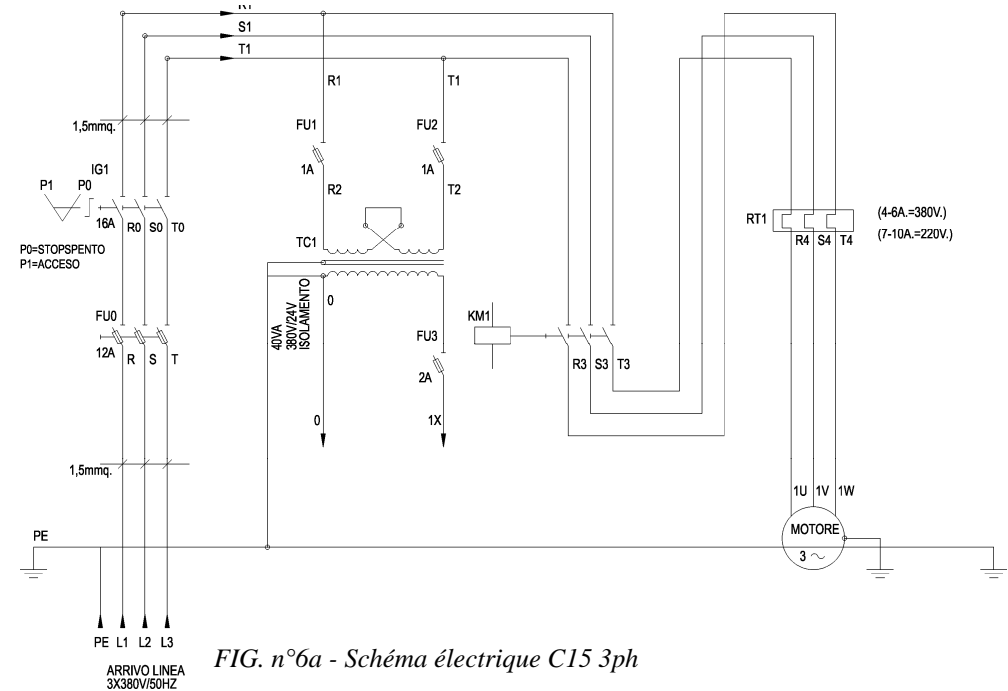 R1
S1
T1
R1
T1
1,5mmq.
FU1
FU2
1A
1A
IG1
P1
P0
R2
T2
16A
R0
S0
T0
RT1
(4-6A.=380V.)
(7-10A.=220V.)
R4
S4
T4
P0=STOPSPENTO
P1=ACCESO
TC1
0
40VA
380V/24V
ISOLAMENTO
FU0
KM1
FU3
12A
R
S
T
R3
S3
T3
2A
0
1X
1,5mmq.
1U
1V
1W
PE
MOTORE
3 ~
PE
L1
L2
L3
ARRIVO LINEA
3X380V/50HZ
FIG. n°6a - Schéma électrique C15 3ph